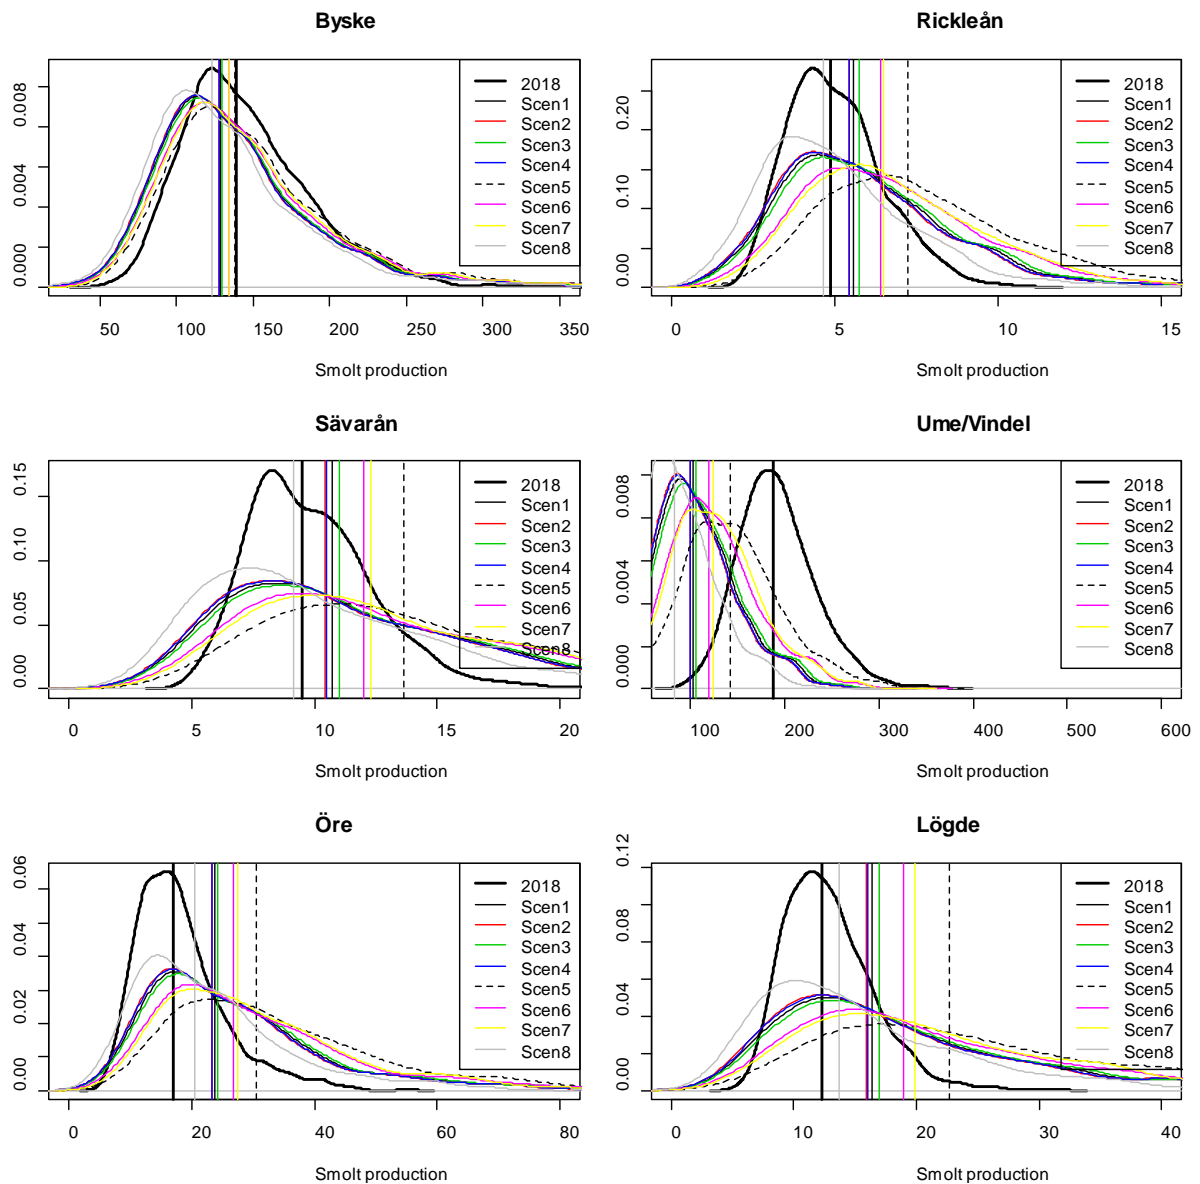 Byske
0.000 0.004 0.008
2018
Scen1
Scen2
Scen3
Scen4
Scen5
Scen6
Scen7
Scen8
50 100 150 200 250 300 350
Smolt production
Rickleån
0.00 0.10 0.20
2018
Scen1
Scen2
Scen3
Scen4
Scen5
Scen6
Scen7
Scen8
0 5 10 15
Smolt production
Sävarån
0.00 0.05 0.10 0.15
2018
Scen1
Scen2
Scen3
Scen4
Scen5
Scen6
Scen7
Scen8
0 5 10 15 20
Smolt production
Ume/Vindel
0.000 0.004 0.008
2018
Scen1
Scen2
Scen3
Scen4
Scen5
Scen6
Scen7
Scen8
100 200 300 400 500 600
Smolt production
Öre
0.00 0.02 0.04 0.06
2018
Scen1
Scen2
Scen3
Scen4
Scen5
Scen6
Scen7
Scen8
0 20 40 60 80
Smolt production
Lögde
0.00 0.04 0.08 0.12
2018
Scen1
Scen2
Scen3
Scen4
Scen5
Scen6
Scen7
Scen8
0 10 20 30 40
Smolt production